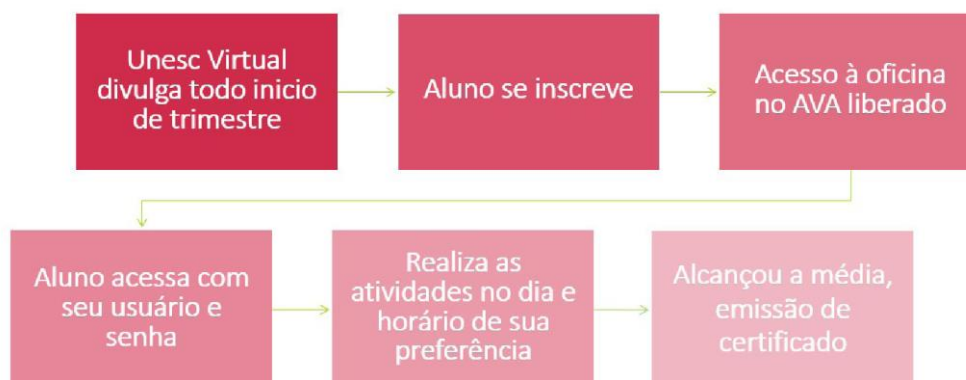 Unesc Virtual
divulga todo inicio
de trimestre
Aluno se inscreve
Acesso à oficina
no AVA liberado
Aluno acessa com
seu usuário e
senha
Realiza as
atividades no dia e
horário de sua
preferência
Alcançou a média,
emissão de
certificado